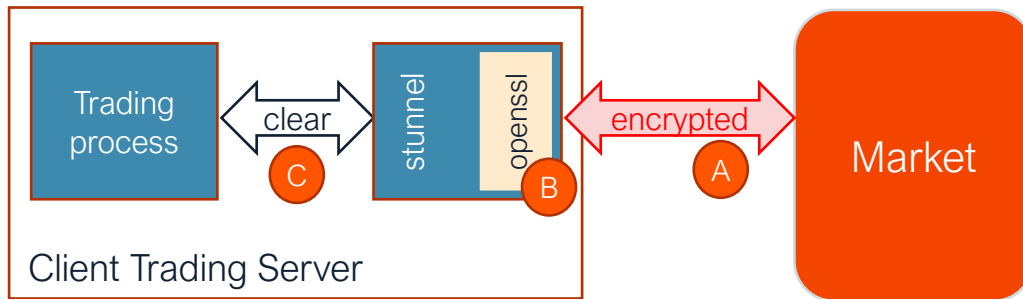 Trading
process
clear
C
stunnel
openssl
B
encrypted
A
Market
Client Trading Server